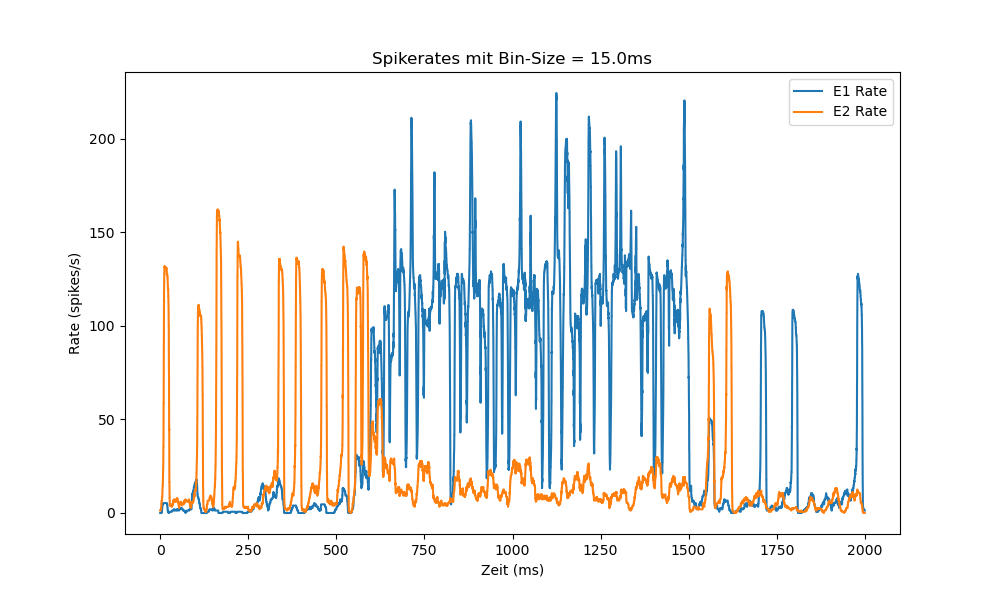 Spikerates mit Bin-Size = 15.0ms
E1 Rate
E2 Rate
Rate (spikes/s)
200
150
100
50
0
0 250 500 750 1000 1250 1500 1750 2000
Zeit (ms)